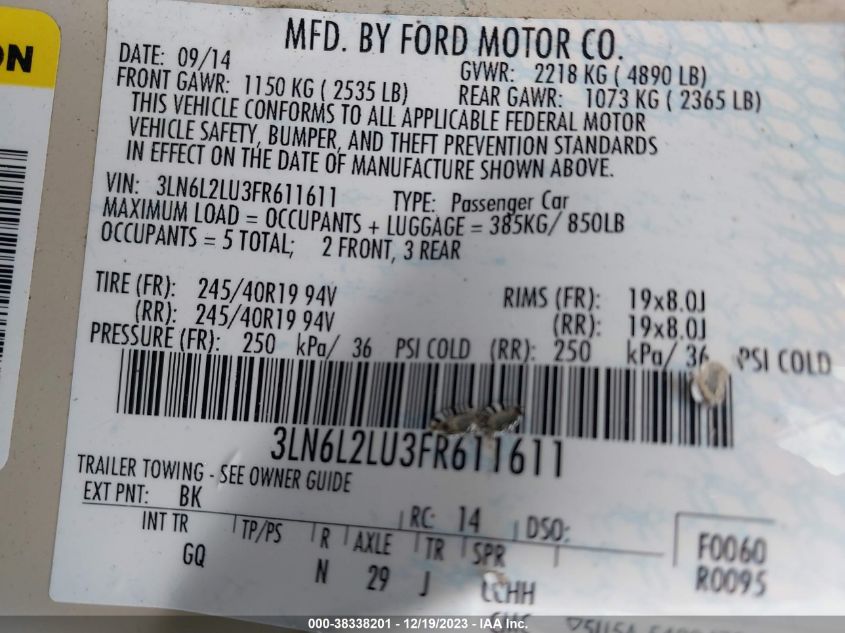 ON
MFD. BY FORD MOTOR CO.
DATE: 09/14 GVWR: 2218 KG ( 4890 LB)
FRONT GAWR: 1150 KG ( 2535 LB) REAR GAWR: 1073 KG ( 2365 LB)
THIS VEHICLE CONFORMS TO ALL APPLICABLE FEDERAL MOTOR
VEHICLE SAFETY, BUMPER, AND THEFT PREVENTION STANDARDS
IN EFFECT ON THE DATE OF MANUFACTURE SHOWN ABOVE.
VIN: 3LN6L2LU3FR611611 TYPE: Passenger Car
MAXIMUM LOAD = OCCUPANTS + LUGGAGE = 385KG/ 850LB
OCCUPANTS = 5 TOTAL; 2 FRONT, 3 REAR
TIRE (FR): 245/40R19 94V RIMS (FR): 19x8.0J
(RR): 245/40R19 94V (RR): 19x8.0J
PRESSURE (FR): 250 kPa/ 36 PSI COLD (RR): 250 kPa/ 36 PSI COLD
3LN6L2LU3FR611611
TRAILER TOWING - SEE OWNER GUIDE
EXT PNT: BK RC: 14 DSO:
INT TR TP/PS R AXLE TR SPR F0060
GQ N 29 J R0095
000-38338201 - 12/19/2023 - IAA Inc.